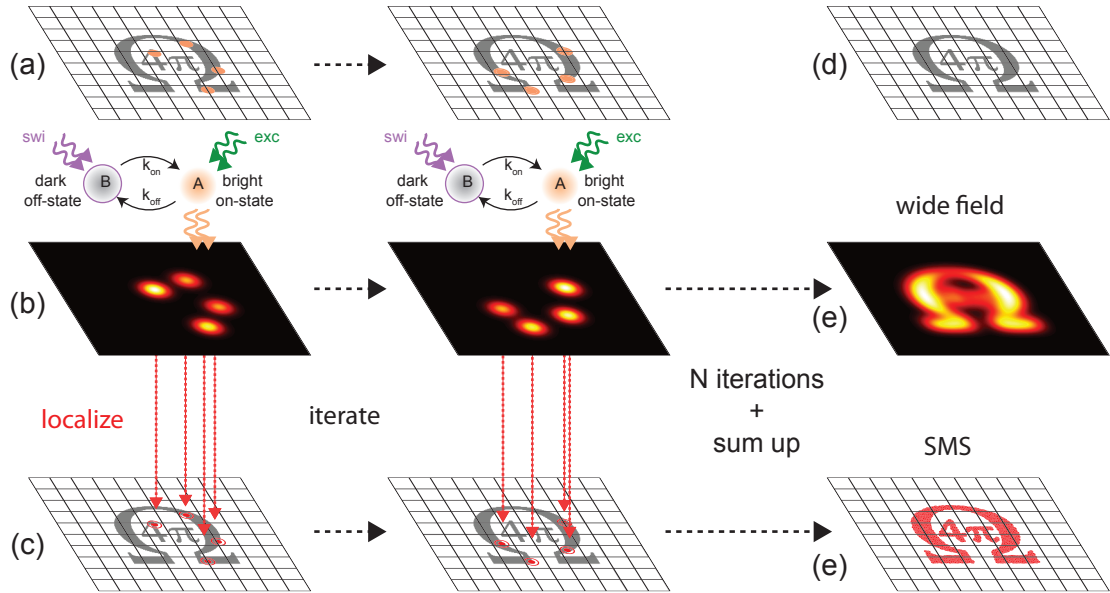 (a)
4π
4π
(d)
4π
swi
exc
B
k_on
A
dark
off-state
k_off
bright
on-state
swi
exc
B
k_on
A
dark
off-state
k_off
bright
on-state
wide field
(b)
(e)
localize
iterate
N iterations
+
sum up
SMS
(c)
Ω
4π
Ω
4π
(e)
Ω
4π